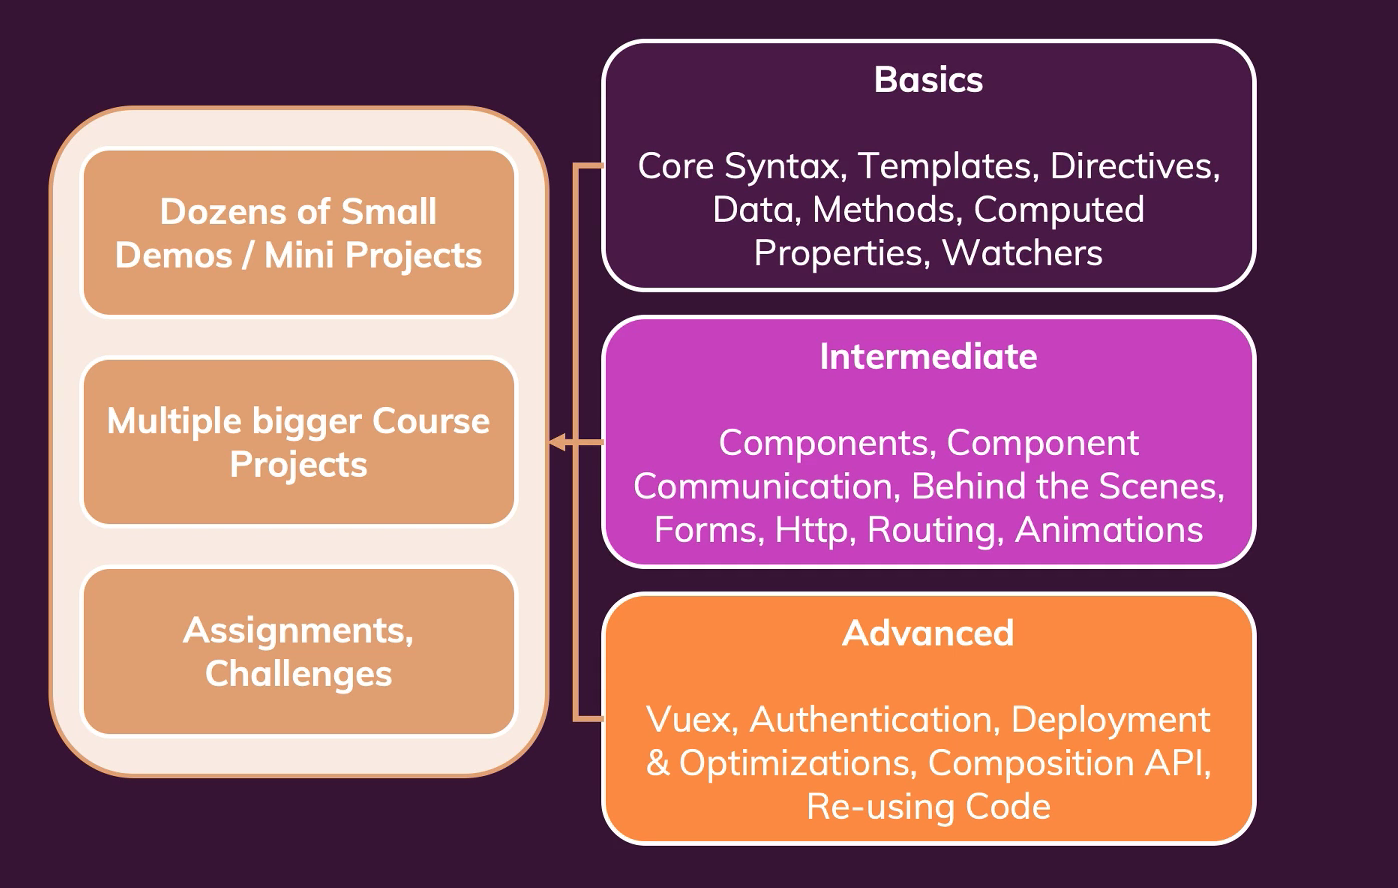 Dozens of Small
Demos / Mini Projects
Multiple bigger Course
Projects
Assignments,
Challenges
Basics
Core Syntax, Templates, Directives,
Data, Methods, Computed
Properties, Watchers
Intermediate
Components, Component
Communication, Behind the Scenes,
Forms, Http, Routing, Animations
Advanced
Vuex, Authentication, Deployment
& Optimizations, Composition API,
Re-using Code